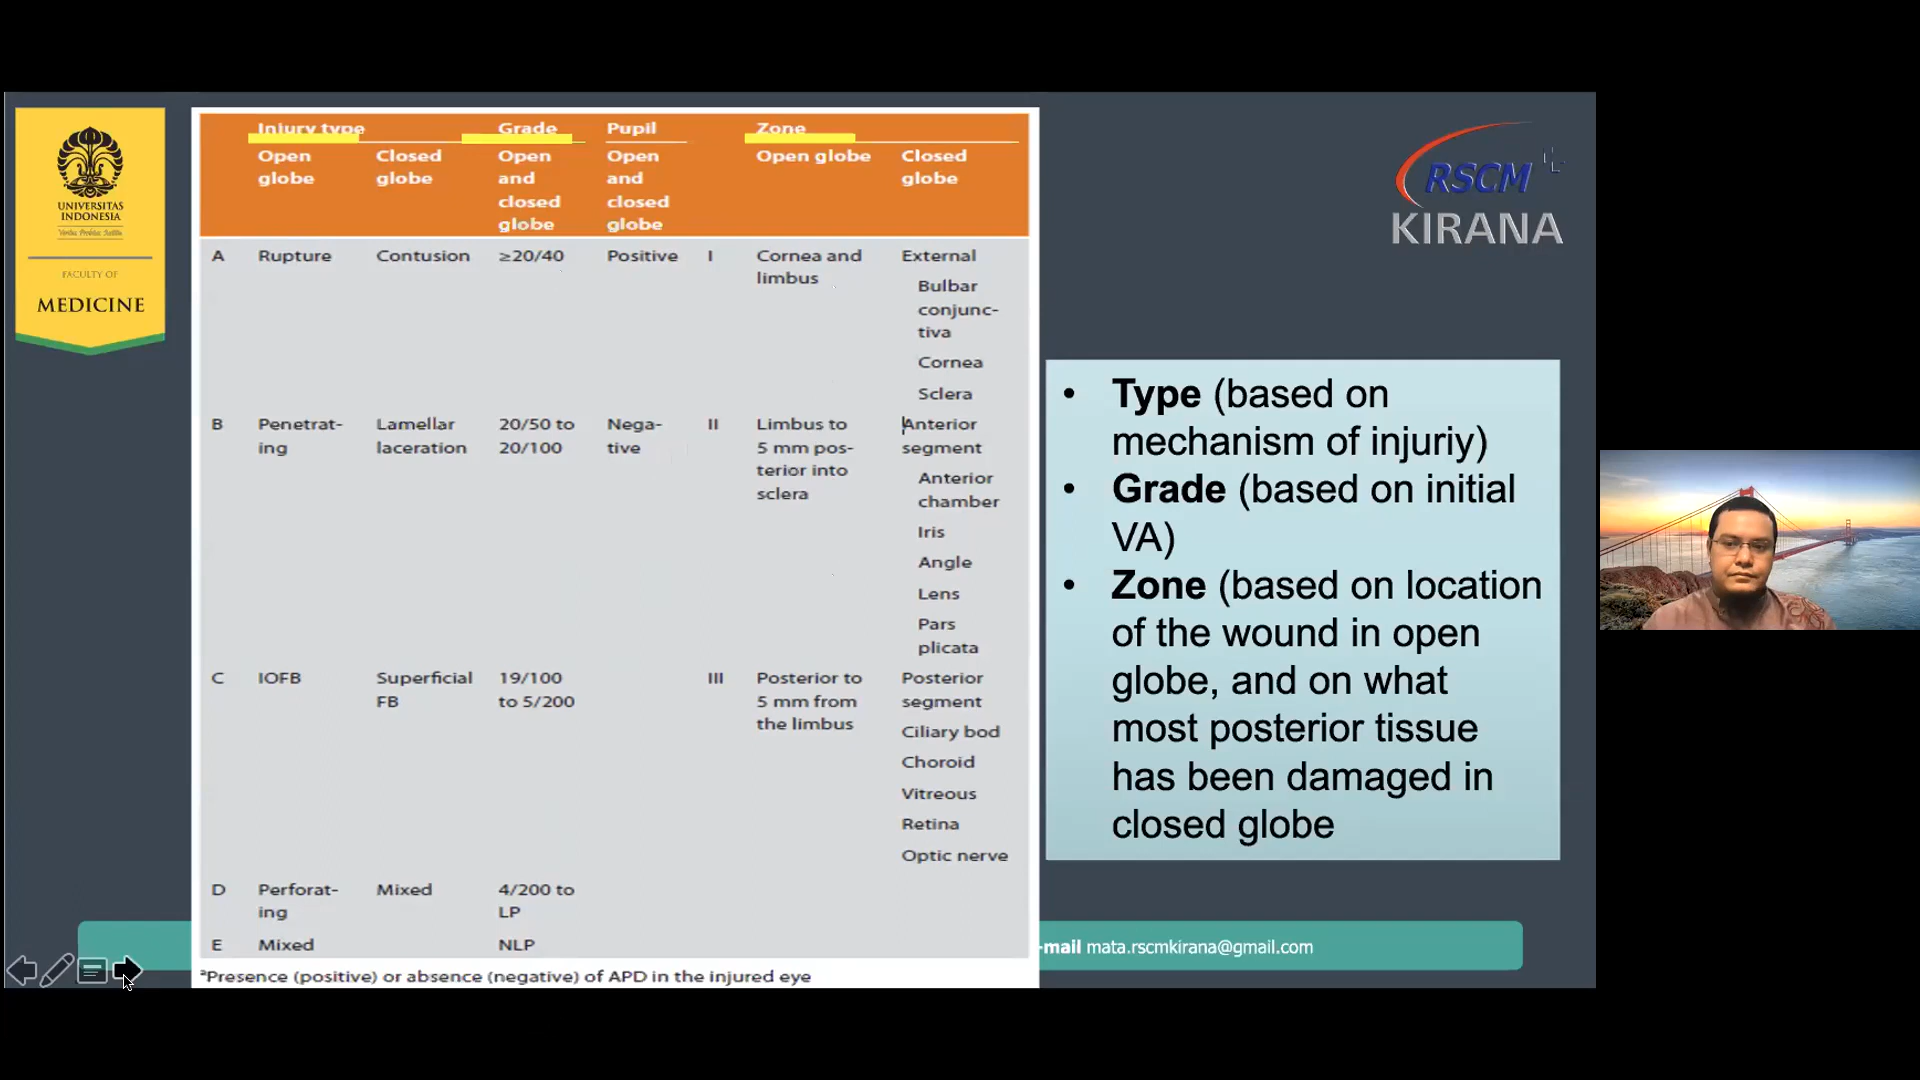 UNIVERSITAS
INDONESIA
FACULTY OF
MEDICINE
Injury type Grade Pupil Zone
Open globe Closed globe Open and closed globe Open and closed globe Open globe Closed globe
A Rupture Contusion ≥20/40 Positive I Cornea and limbus External
Bulbar conjunc-
tiva
Cornea
Sclera
B Penetrat-
ing Lamellar laceration 20/50 to 20/100 Nega-
tive II Limbus to 5 mm pos-
terior into sclera Anterior segment
Anterior chamber
Iris
Angle
Lens
Pars plicata
C IOFB Superficial FB 19/100 to 5/200 III Posterior to 5 mm from the limbus Posterior segment
Ciliary bod
Choroid
Vitreous
Retina
Optic nerve
D Perforat-
ing Mixed 4/200 to LP
E Mixed NLP
ᵃPresence (positive) or absence (negative) of APD in the injured eye
RSCM
KIRANA
• Type (based on
mechanism of injuriy)
• Grade (based on initial
VA)
• Zone (based on location
of the wound in open
globe, and on what
most posterior tissue
has been damaged in
closed globe
-mail mata.rscmkirana@gmail.com